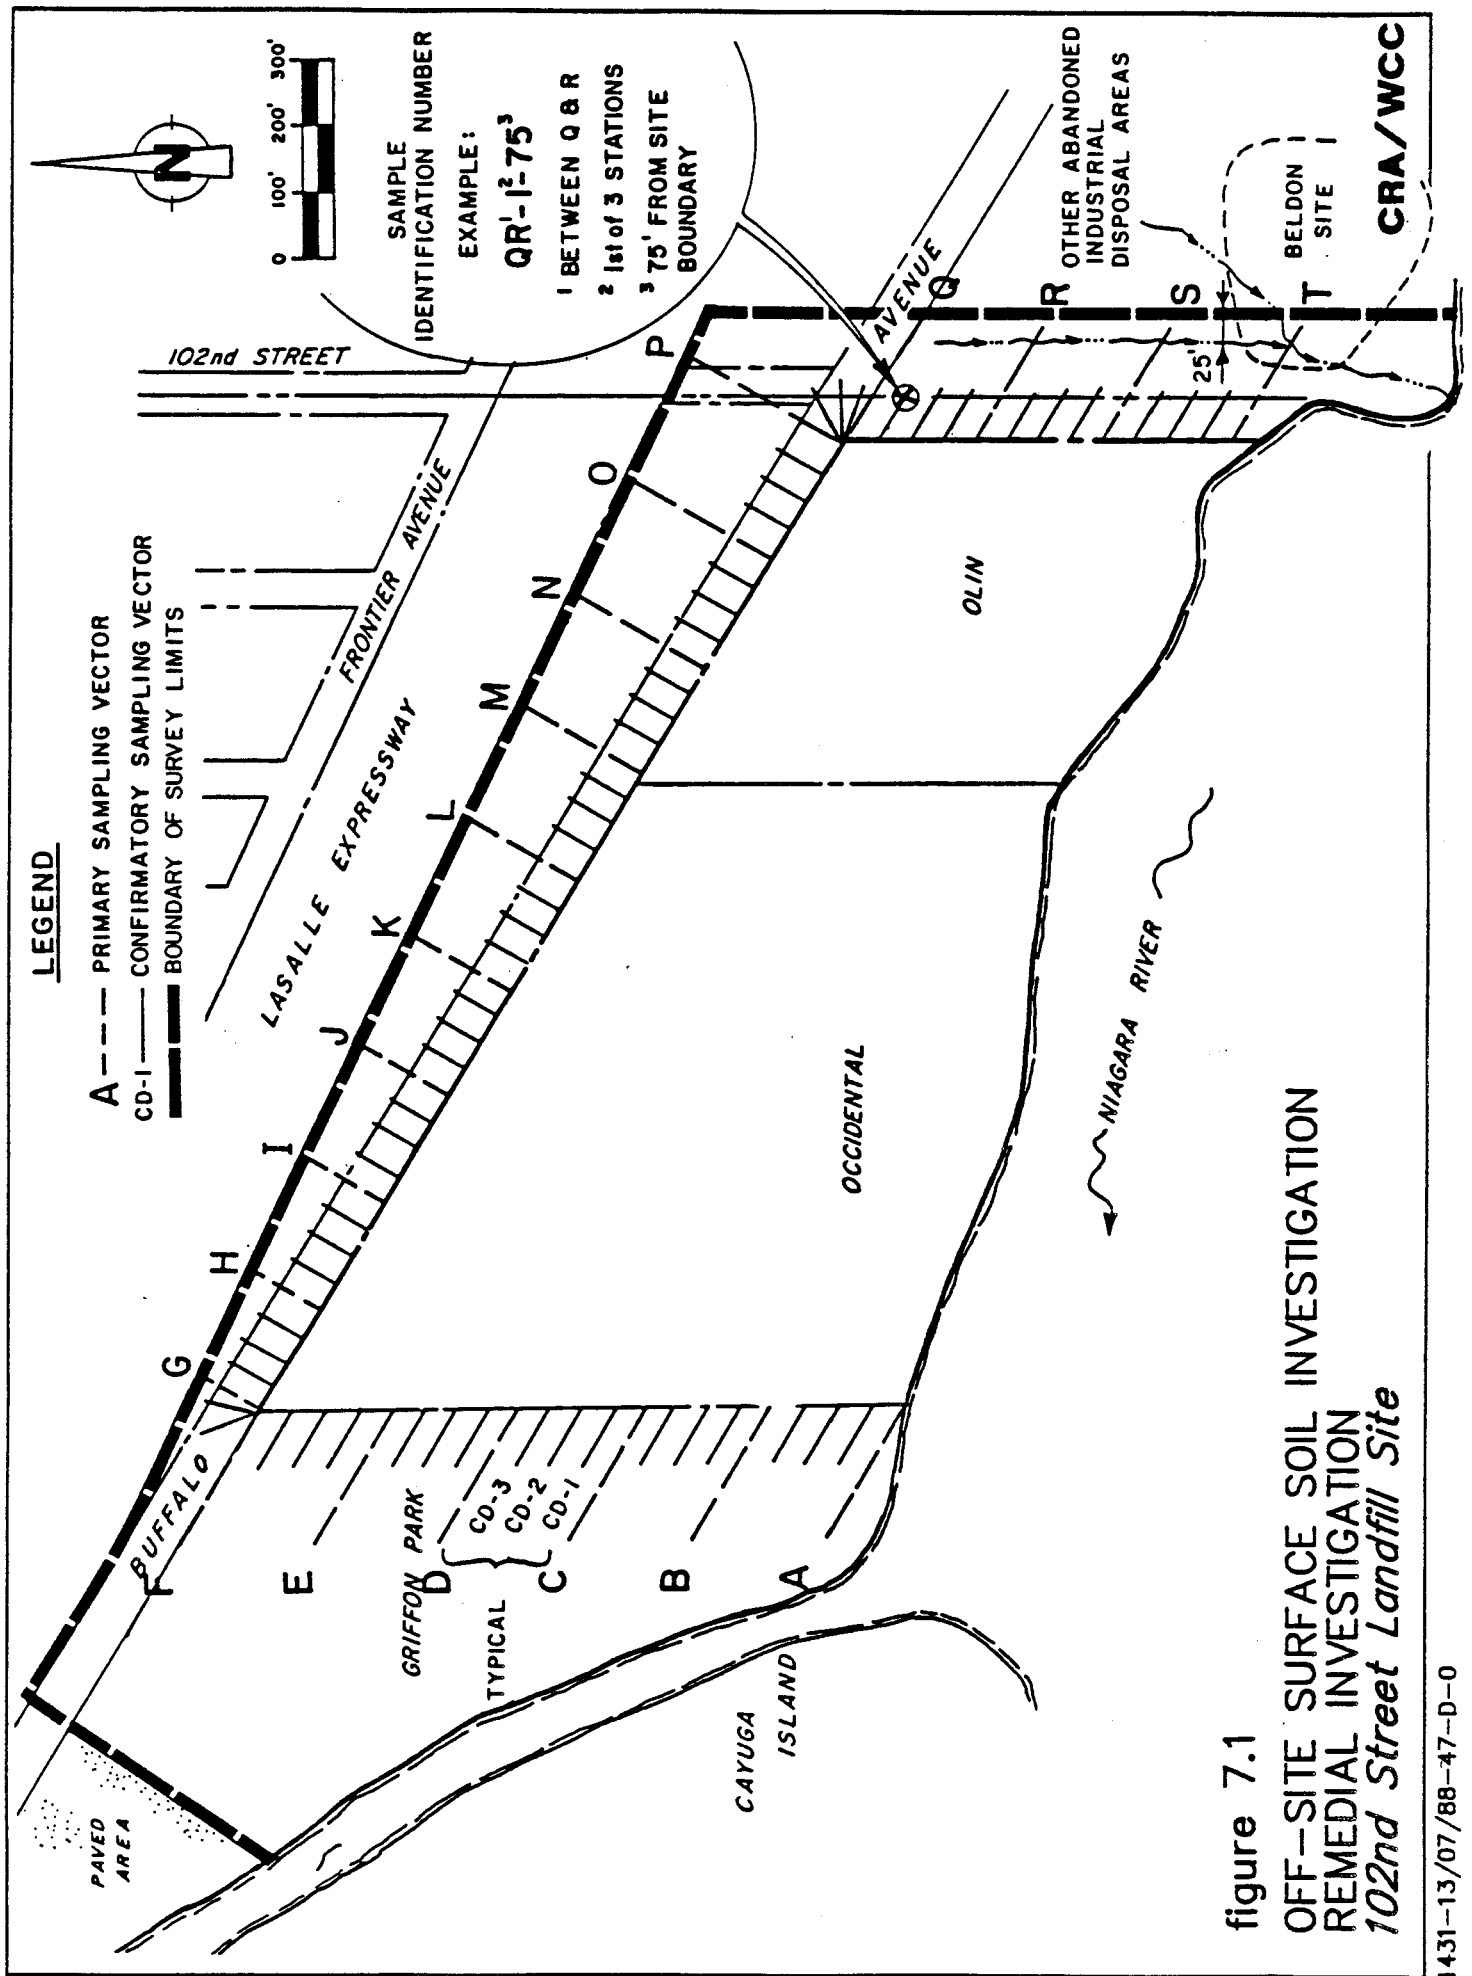 LEGEND
A — — — PRIMARY SAMPLING VECTOR
CD-1 ——— CONFIRMATORY SAMPLING VECTOR
BOUNDARY OF SURVEY LIMITS
N
0 100' 200' 300'
SAMPLE
IDENTIFICATION NUMBER
EXAMPLE:
QR¹-1²-75³
¹ BETWEEN Q & R
² 1st of 3 STATIONS
³ 75' FROM SITE
BOUNDARY
102nd STREET
FRONTIER AVENUE
LASALLE EXPRESSWAY
BUFFALO
AVENUE
PAVED
AREA
GRIFFON PARK
TYPICAL
CD-3
CD-2
CD-1
A
B
C
D
E
F
G
H
I
J
K
L
M
N
O
P
Q
R
S
T
25'
OTHER ABANDONED
INDUSTRIAL
DISPOSAL AREAS
BELDON
SITE
OLIN
OCCIDENTAL
NIAGARA RIVER
CAYUGA
ISLAND
CRA/WCC
figure 7.1
OFF-SITE SURFACE SOIL INVESTIGATION
REMEDIAL INVESTIGATION
102nd Street Landfill Site
1431-13/07/88-47-D-0